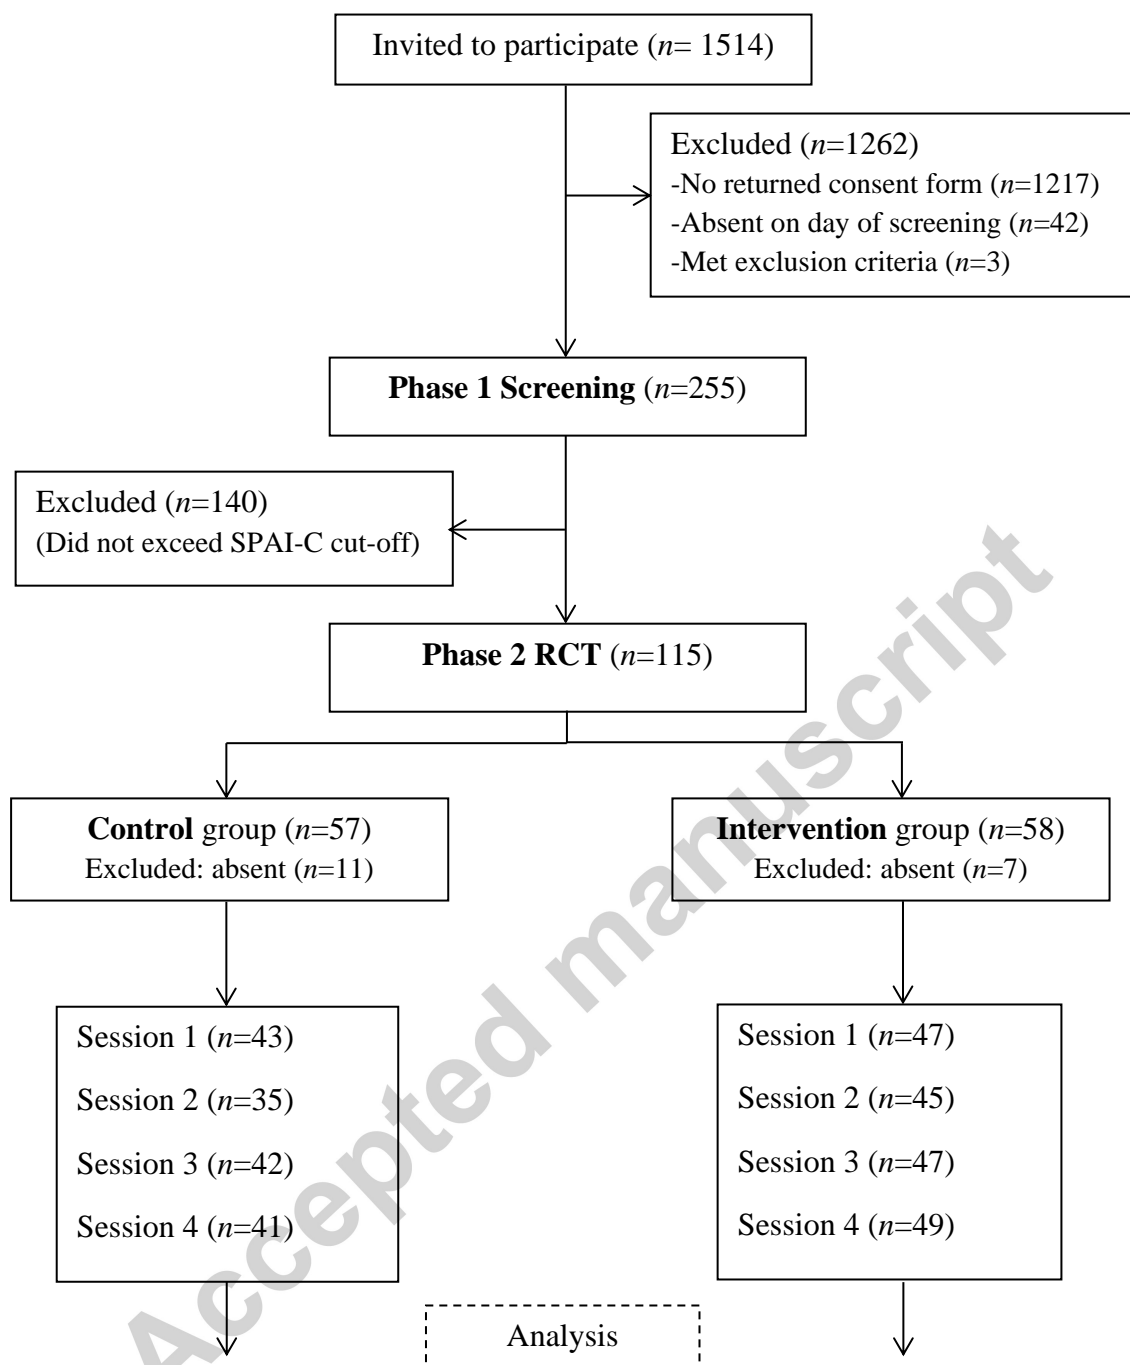 Invited to participate (n= 1514)
Excluded (n=1262)
-No returned consent form (n=1217)
-Absent on day of screening (n=42)
-Met exclusion criteria (n=3)
Phase 1 Screening (n=255)
Excluded (n=140)
(Did not exceed SPAI-C cut-off)
Phase 2 RCT (n=115)
Control group (n=57)
Excluded: absent (n=11)
Intervention group (n=58)
Excluded: absent (n=7)
Session 1 (n=43)
Session 2 (n=35)
Session 3 (n=42)
Session 4 (n=41)
Session 1 (n=47)
Session 2 (n=45)
Session 3 (n=47)
Session 4 (n=49)
Analysis
Accepted manuscript